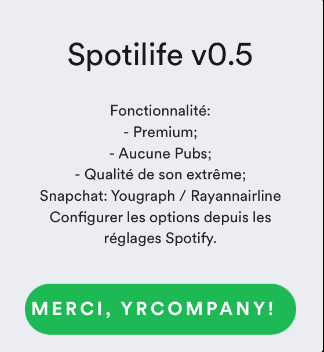 Spotilife v0.5
Fonctionnalité:
- Premium;
- Aucune Pubs;
- Qualité de son extrême;
Snapchat: Yougraph / Rayannairline
Configurer les options depuis les
réglages Spotify.
MERCI, YRCOMPANY!